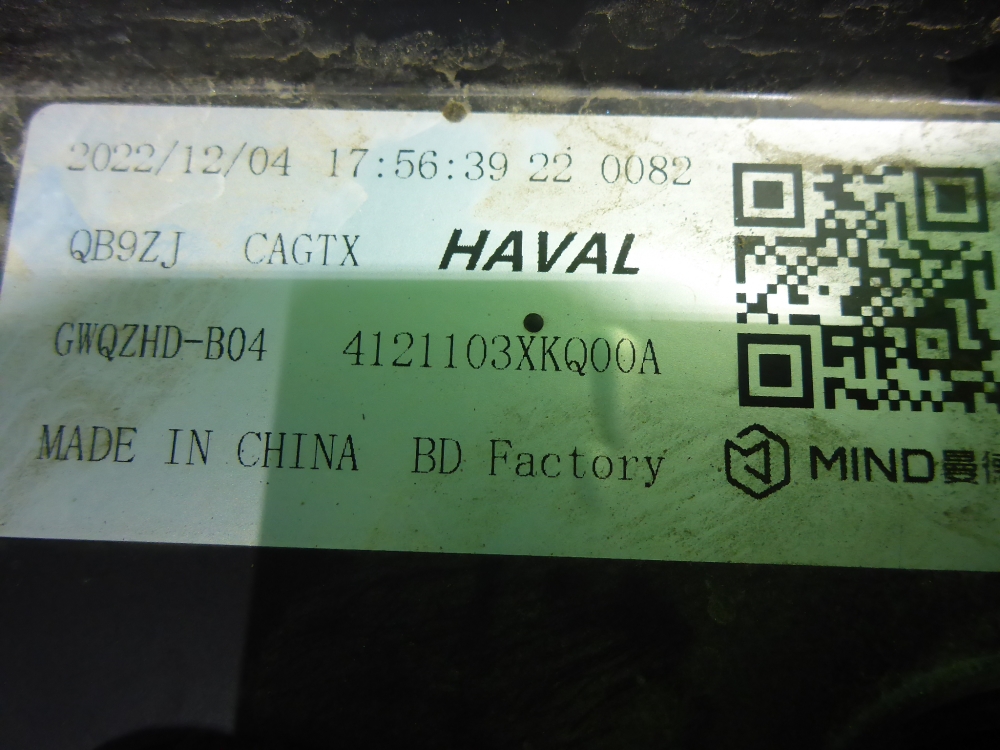 2022/12/04 17:56:39 22 0082
QB9ZJ CAGTX HAVAL
GWQZHD-B04 4121103XKQ00A
MADE IN CHINA BD Factory MIND曼德